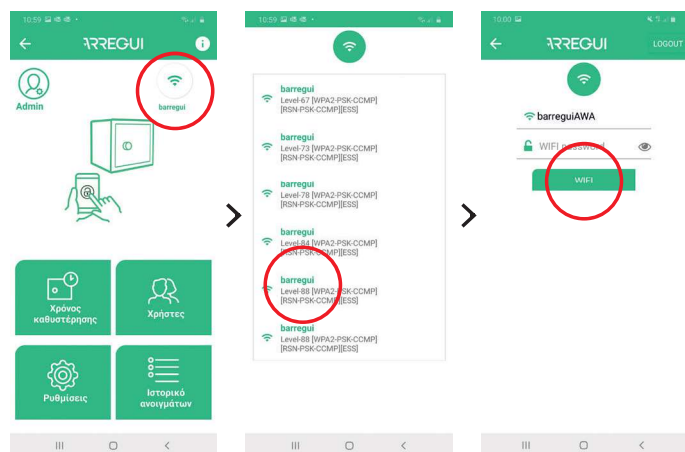 10:59
ARREGUI
Admin
barregui
Χρόνος
καθυστέρησης
Χρήστες
Ρυθμίσεις
Ιστορικό
ανοιγμάτων
10:59
barregui
Level-67 [WPA2-PSK-CCMP]
[RSN-PSK-CCMP][ESS]
barregui
Level-73 [WPA2-PSK-CCMP]
[RSN-PSK-CCMP][ESS]
barregui
Level-78 [WPA2-PSK-CCMP]
[RSN-PSK-CCMP][ESS]
barregui
Level-84 [WPA2-PSK-CCMP]
[RSN-PSK-CCMP][ESS]
barregui
Level-88 [WPA2-PSK-CCMP]
[RSN-PSK-CCMP][ESS]
barregui
Level-88 [WPA2-PSK-CCMP]
[RSN-PSK-CCMP][ESS]
10:00
ARREGUI
LOGOUT
barreguiAWA
WIFI password
WIFI